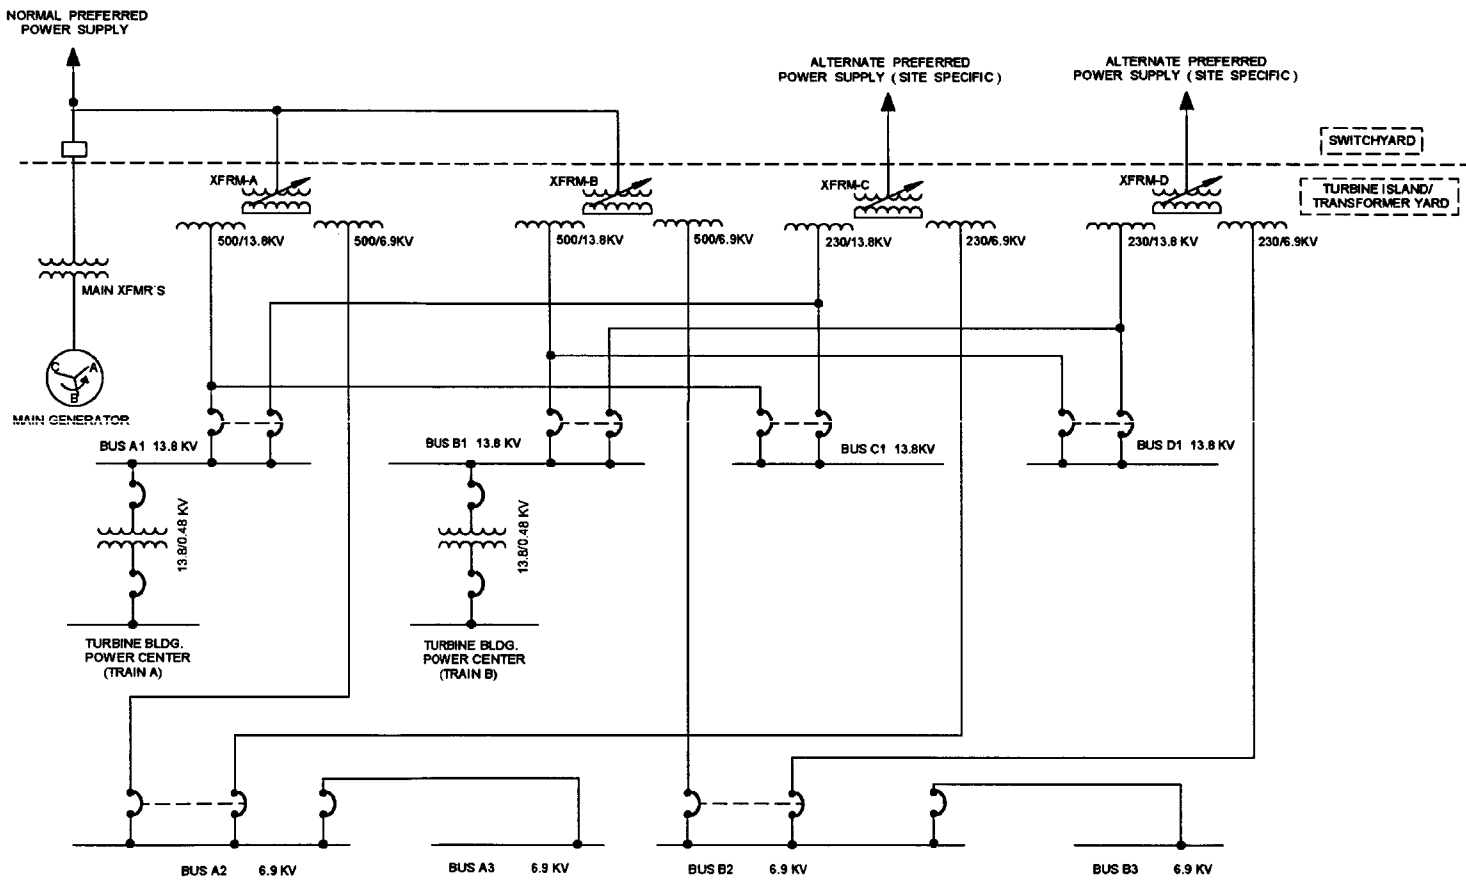 NORMAL PREFERRED
POWER SUPPLY
ALTERNATE PREFERRED
POWER SUPPLY ( SITE SPECIFIC )
ALTERNATE PREFERRED
POWER SUPPLY ( SITE SPECIFIC )
SWITCHYARD
TURBINE ISLAND/
TRANSFORMER YARD
XFRM-A
XFRM-B
XFRM-C
XFRM-D
500/13.8KV
500/6.9KV
500/13.8KV
500/6.9KV
230/13.8KV
230/6.9KV
230/13.8 KV
230/6.9KV
MAIN XFMR'S
C A
B
MAIN GENERATOR
BUS A1 13.8 KV
BUS B1 13.8 KV
BUS C1 13.8KV
BUS D1 13.8 KV
13.8/0.48 KV
13.8/0.48 KV
TURBINE BLDG.
POWER CENTER
(TRAIN A)
TURBINE BLDG.
POWER CENTER
(TRAIN B)
BUS A2 6.9 KV
BUS A3 6.9 KV
BUS B2 6.9 KV
BUS B3 6.9 KV